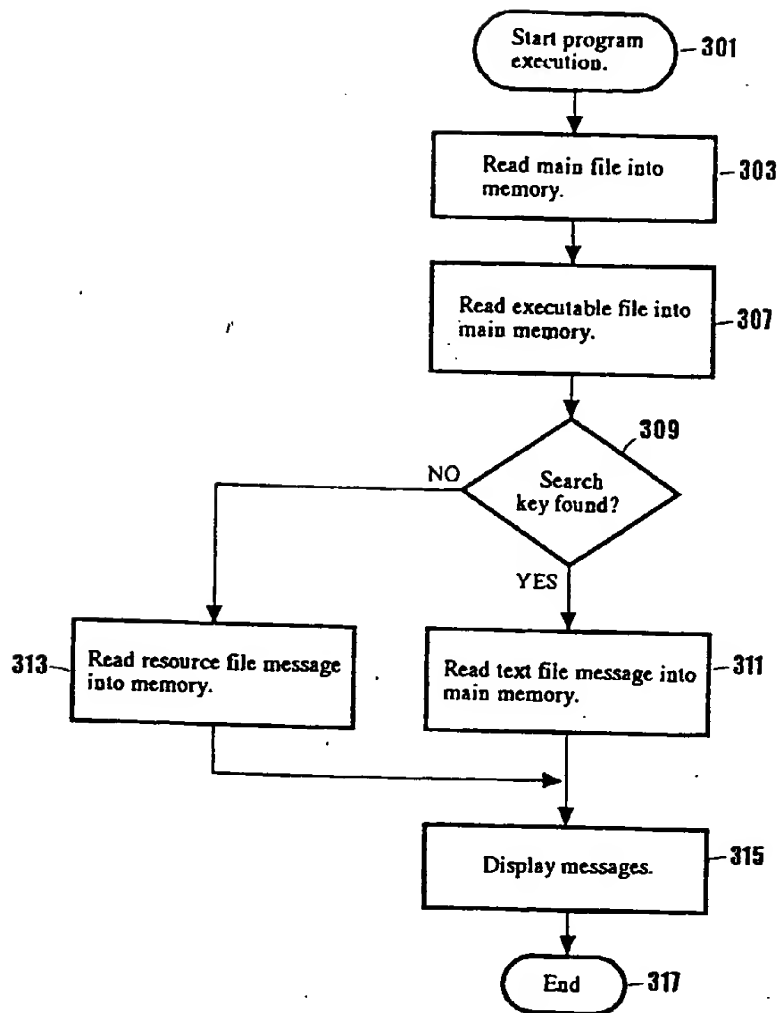 Start program
execution.
301
Read main file into
memory.
303
Read executable file into
main memory.
307
309
Search
key found?
NO
YES
313
Read resource file message
into memory.
Read text file message into
main memory.
311
Display messages.
315
End
317